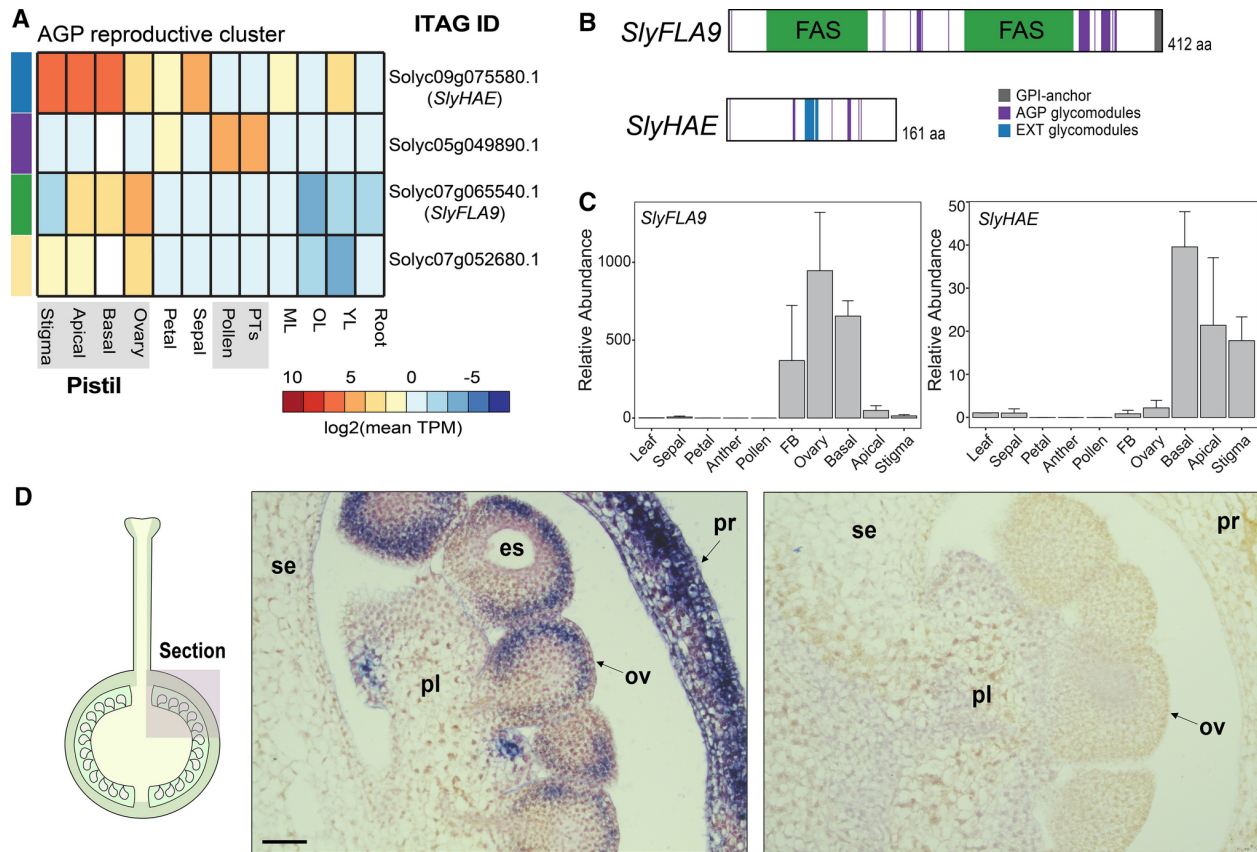 A
AGP reproductive cluster
ITAG ID
Solyc09g075580.1
(SlyHAE)
Solyc05g049890.1
Solyc07g065540.1
(SlyFLA9)
Solyc07g052680.1
Stigma
Apical
Basal
Ovary
Petal
Sepal
Pollen
PTs
ML
OL
YL
Root
Pistil
10 5 0 -5
log2(mean TPM)
B
SlyFLA9
FAS
FAS
412 aa
SlyHAE
161 aa
GPI-anchor
AGP glycomodules
EXT glycomodules
C
SlyFLA9
Relative Abundance
1000
500
0
Leaf
Sepal
Petal
Anther
Pollen
FB
Ovary
Basal
Apical
Stigma
SlyHAE
Relative Abundance
50
40
30
20
10
0
Leaf
Sepal
Petal
Anther
Pollen
FB
Ovary
Basal
Apical
Stigma
D
Section
se
es
pr
pl
ov
se
pr
pl
ov